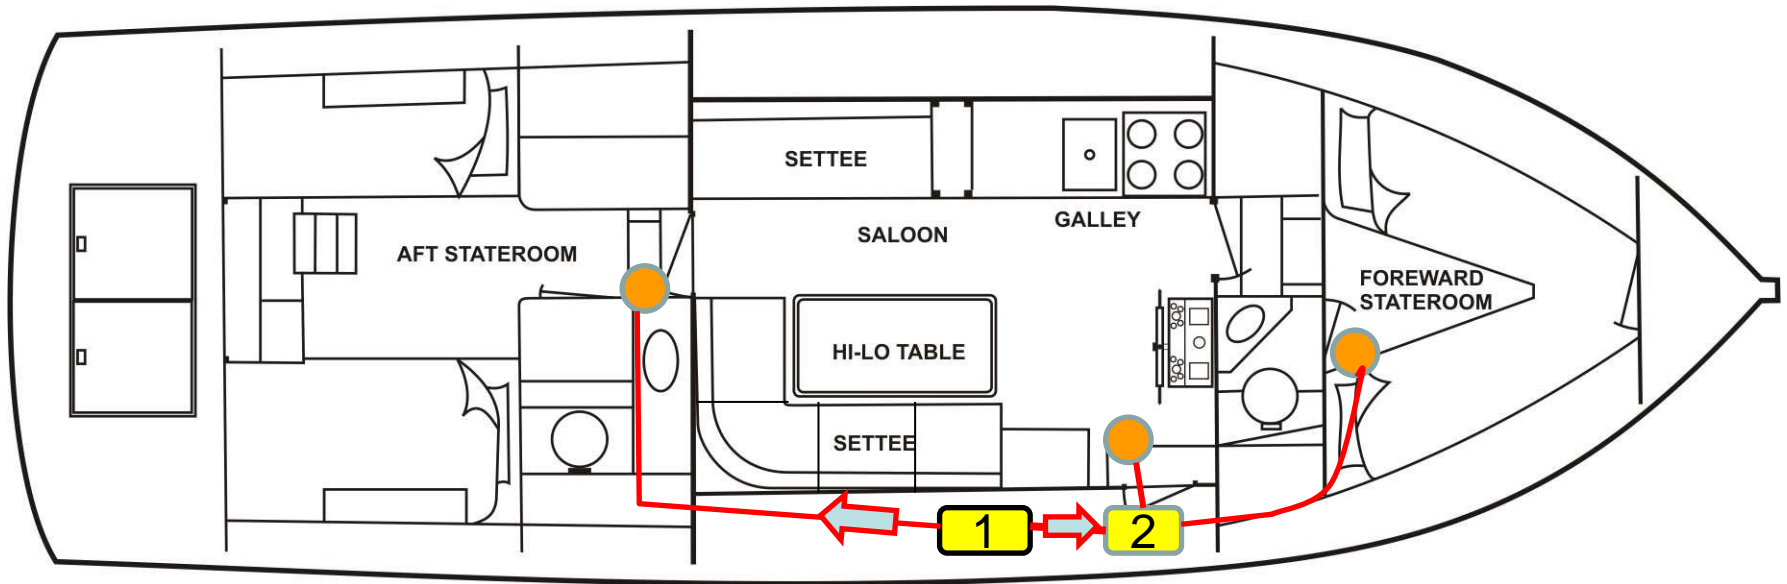 SETTEE
GALLEY
SALOON
AFT STATEROOM
FOREWARD
STATEROOM
HI-LO TABLE
SETTEE
1
2